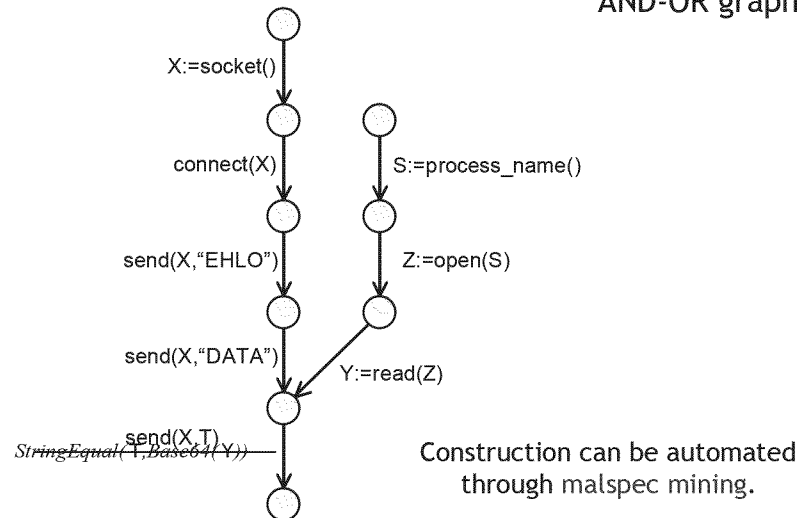 AND-OR graph
X:=socket()
connect(X)
S:=process_name()
send(X,“EHLO”)
Z:=open(S)
send(X,“DATA”)
Y:=read(Z)
send(X,T)
StringEqual(T,Base64(Y))
Construction can be automated
through malspec mining.